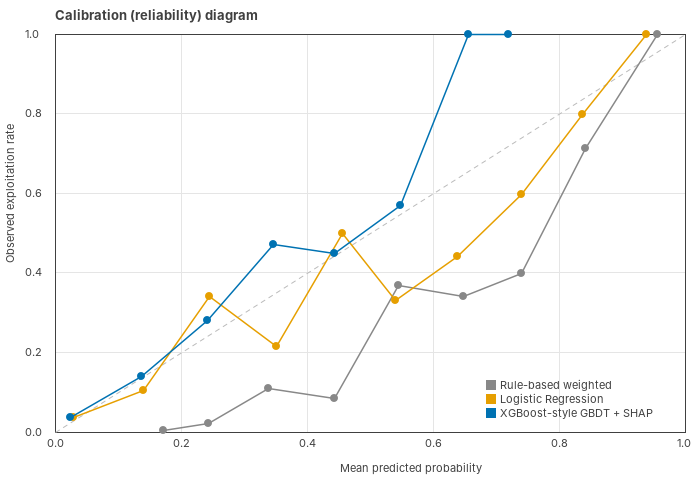 Calibration (reliability) diagram
1.0
0.8
0.6
0.4
0.2
0.0
Observed exploitation rate
Rule-based weighted
Logistic Regression
XGBoost-style GBDT + SHAP
0.0 0.2 0.4 0.6 0.8 1.0
Mean predicted probability